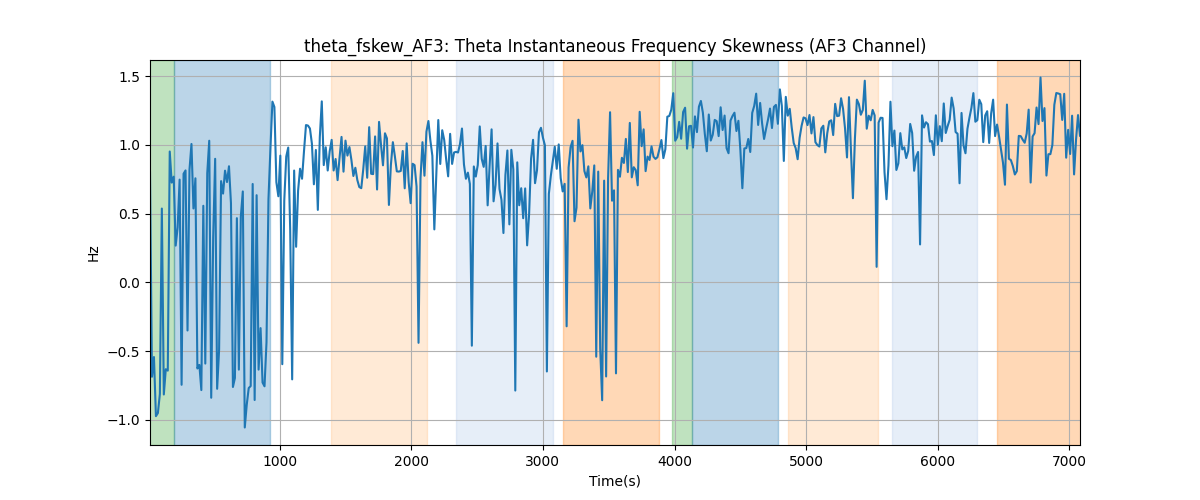 theta_fskew_AF3: Theta Instantaneous Frequency Skewness (AF3 Channel)
1.5
1.0
0.5
0.0
−0.5
−1.0
Hz
1000 2000 3000 4000 5000 6000 7000
Time(s)